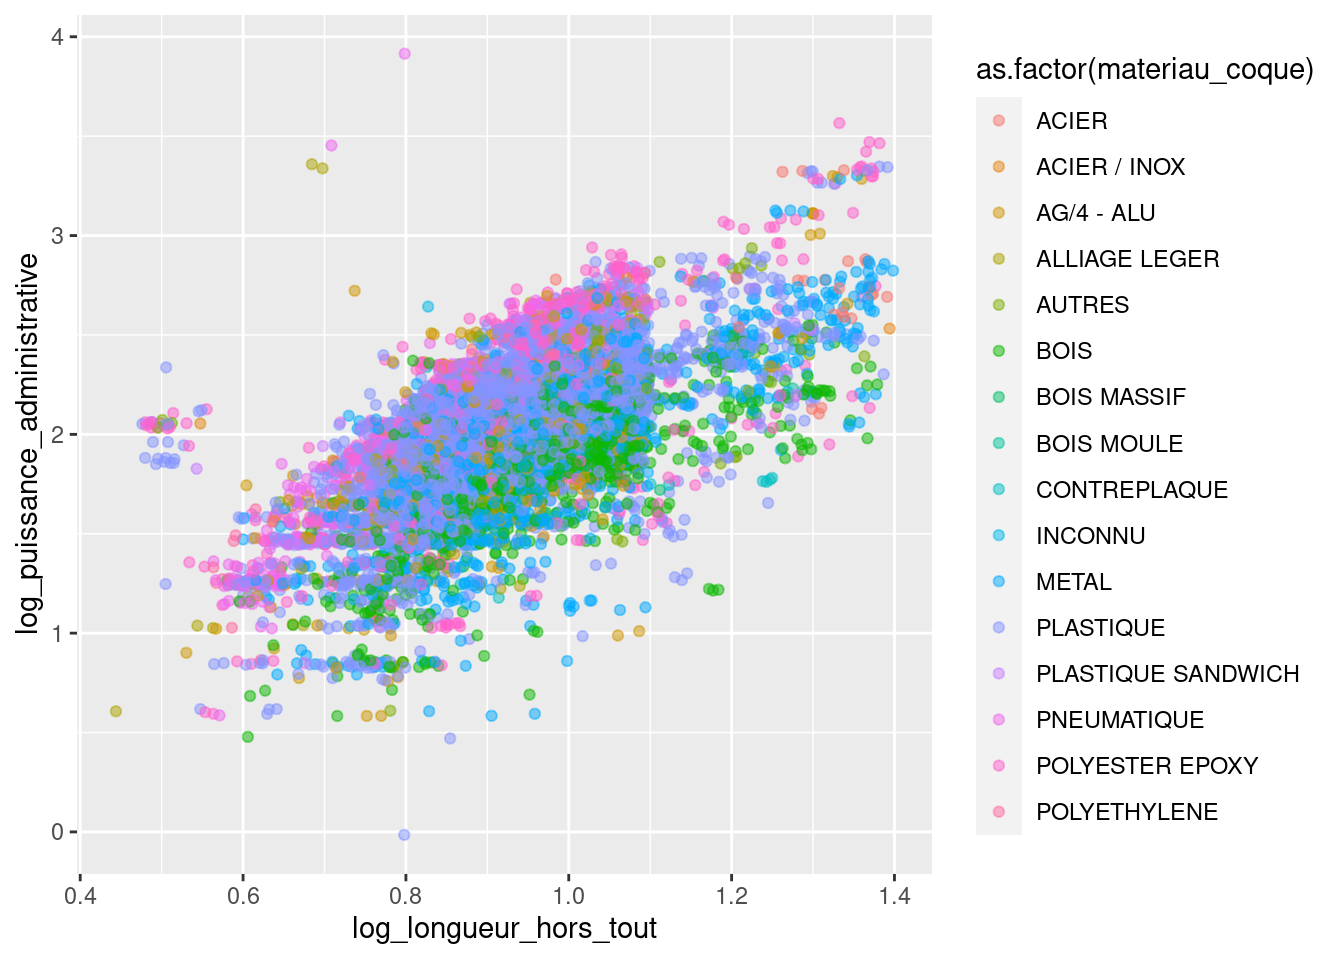 4
3
2
1
0
log_puissance_administrative
0.4 0.6 0.8 1.0 1.2 1.4
log_longueur_hors_tout
as.factor(materiau_coque)
ACIER
ACIER / INOX
AG/4 - ALU
ALLIAGE LEGER
AUTRES
BOIS
BOIS MASSIF
BOIS MOULE
CONTREPLAQUE
INCONNU
METAL
PLASTIQUE
PLASTIQUE SANDWICH
PNEUMATIQUE
POLYESTER EPOXY
POLYETHYLENE